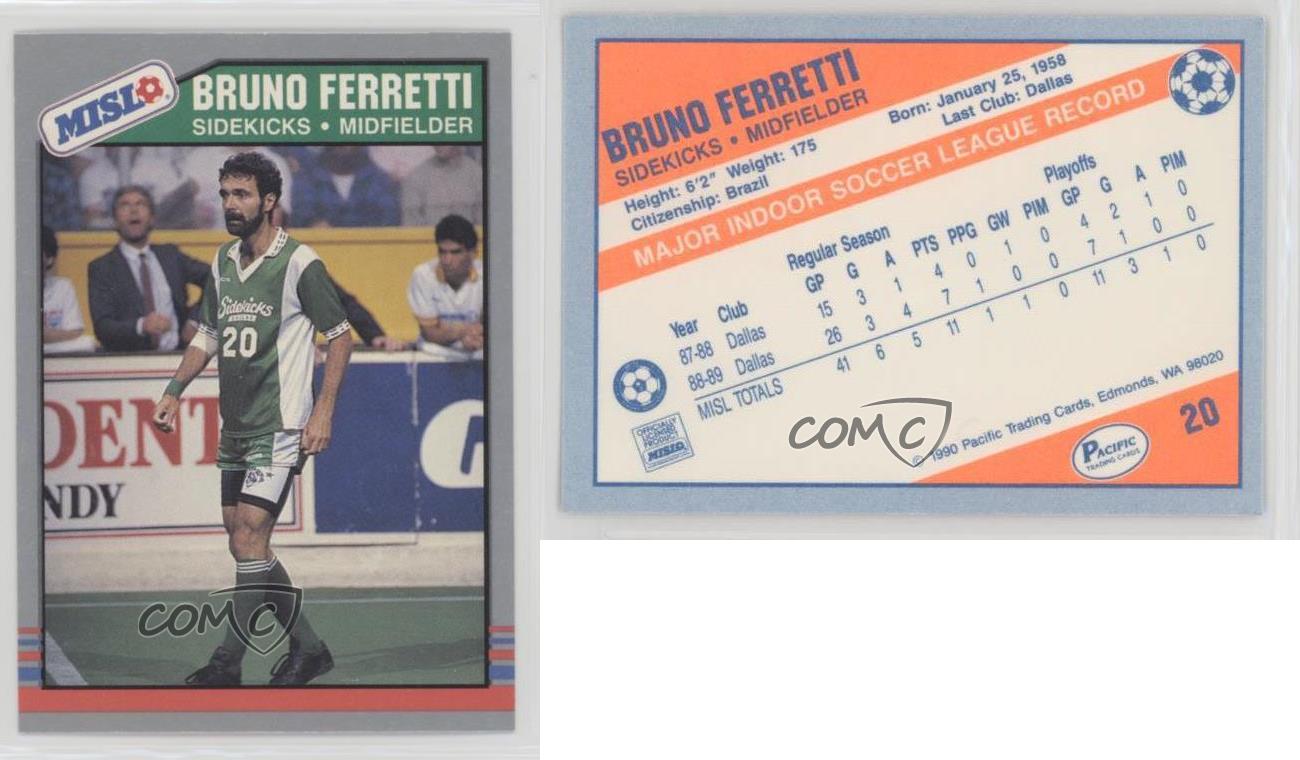 MISL
BRUNO FERRETTI
SIDEKICKS • MIDFIELDER
Sidekicks
DALLAS
20
DENT
NDY
COMC
BRUNO FERRETTI
SIDEKICKS • MIDFIELDER
Height: 6'2" Weight: 175
Citizenship: Brazil
Born: January 25, 1958
Last Club: Dallas
MAJOR INDOOR SOCCER LEAGUE RECORD
Regular Season Playoffs
Year Club GP G A PTS PPG GW PIM GP G A PIM
87-88 Dallas 15 3 1 4 0 1 0 4 2 1 0
88-89 Dallas 26 3 4 7 1 0 0 7 1 0 0
MISL TOTALS 41 6 5 11 1 1 0 11 3 1 0
OFFICIALLY
LICENSED
PRODUCT
MISL
COMC
© 1990 Pacific Trading Cards, Edmonds, WA 98020
PACIFIC
TRADING CARDS
20